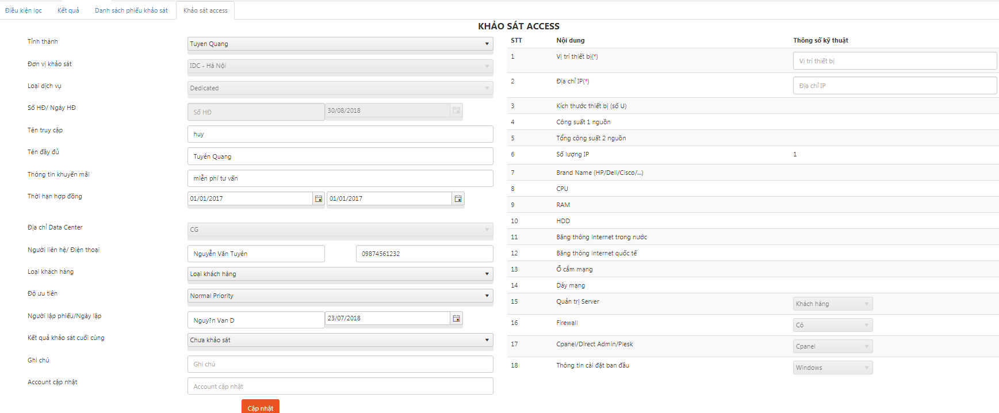 Điều kiện lọc Kết quả Danh sách phiếu khảo sát Khảo sát access
KHẢO SÁT ACCESS
Tỉnh thành Tuyen Quang
Đơn vị khảo sát IDC - Hà Nội
Loại dịch vụ Dedicated
Số HĐ/ Ngày HĐ Số HĐ 30/08/2018
Tên truy cập huy
Tên đầy đủ Tuyên Quang
Thông tin khuyến mãi miễn phí tư vấn
Thời hạn hợp đồng 01/01/2017 01/01/2017
Địa chỉ Data Center CG
Người liên hệ/ Điện thoại Nguyễn Văn Tuyên 09874561232
Loại khách hàng Loại khách hàng
Độ ưu tiên Normal Priority
Người lập phiếu/Ngày lập Nguy?n Van D 23/07/2018
Kết quả khảo sát cuối cùng Chưa khảo sát
Ghi chú Ghi chú
Account cập nhật Account cập nhật
Cập nhật
STT Nội dung Thông số kỹ thuật
1 Vị trí thiết bị(*) Vị trí thiết bị
2 Địa chỉ IP(*) Địa chỉ IP
3 Kích thước thiết bị (số U)
4 Công suất 1 nguồn
5 Tổng công suất 2 nguồn
6 Số lượng IP 1
7 Brand Name (HP/Dell/Cisco/...)
8 CPU
9 RAM
10 HDD
11 Băng thông internet trong nước
12 Băng thông internet quốc tế
13 Ổ cắm mạng
14 Dây mạng
15 Quản trị Server Khách hàng
16 Firewall Có
17 Cpanel/Direct Admin/Plesk Cpanel
18 Thông tin cài đặt ban đầu Windows